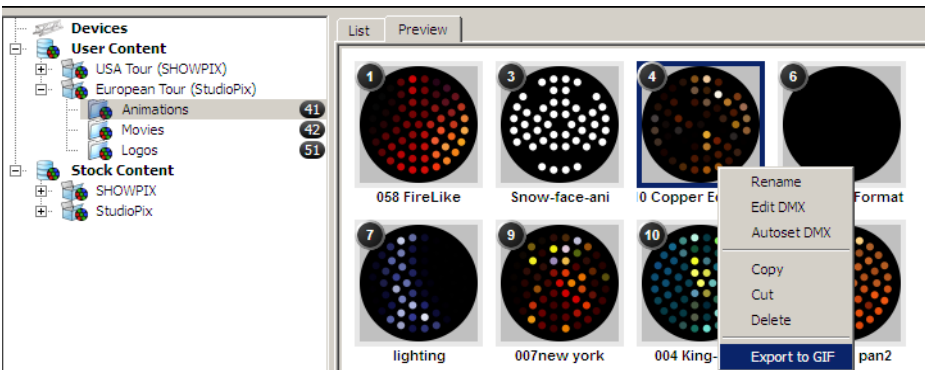 Devices
User Content
USA Tour (SHOWPIX)
European Tour (StudioPix)
Animations 41
Movies 42
Logos 51
Stock Content
SHOWPIX
StudioPix
List Preview
1 3 4 6
058 FireLike Snow-face-ani Copper Format
7 9 10
lighting 007new york 004 King- pan2
Rename
Edit DMX
Autoset DMX
Copy
Cut
Delete
Export to GIF